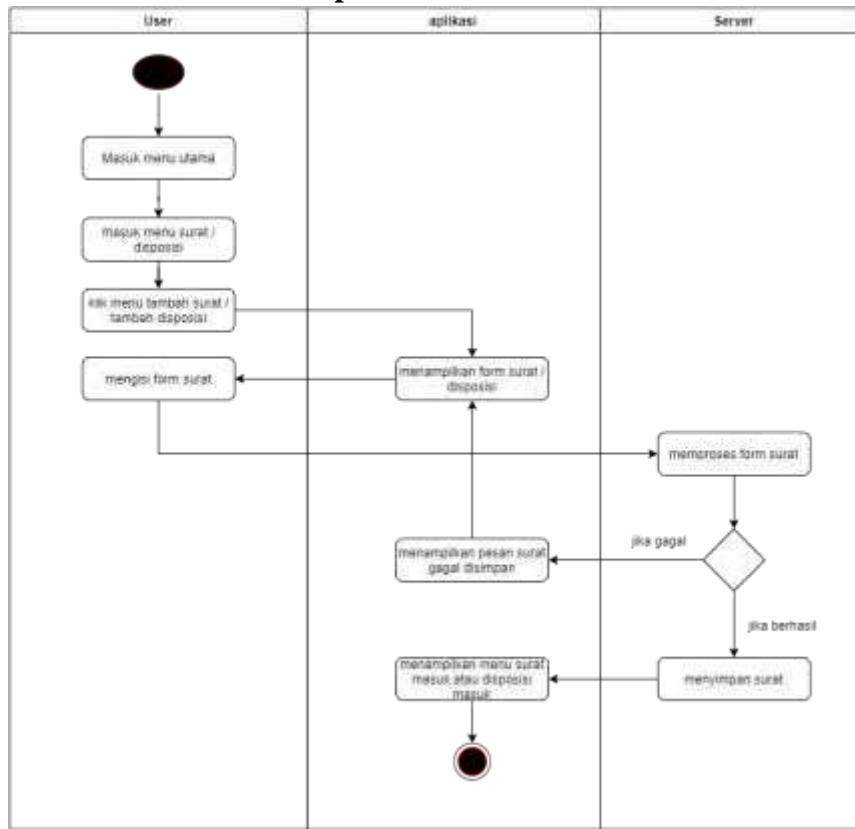 User
aplikasi
Server
Masuk menu utama
masuk menu surat /
disposisi
klik menu tambah surat /
tambah disposisi
mengisi form surat
menampilkan form surat /
disposisi
memproses form surat
jika gagal
menampilkan pesan surat
gagal disimpan
jika berhasil
menampilkan menu surat
masuk atau disposisi
masuk
menyimpan surat